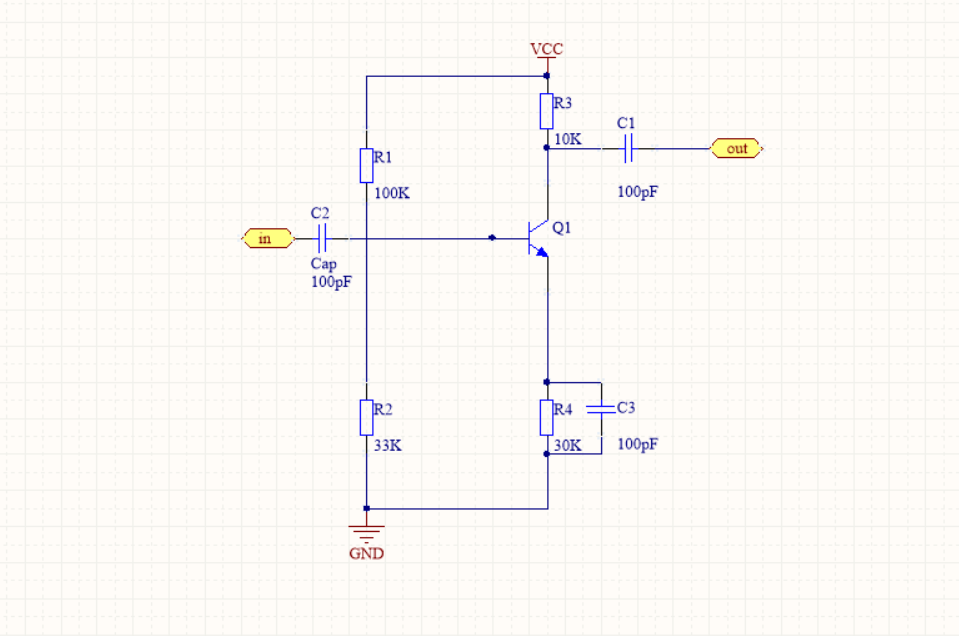 VCC
R3
10K
C1
out
100pF
R1
100K
C2
in
Cap
100pF
Q1
R2
33K
R4
30K
C3
100pF
GND